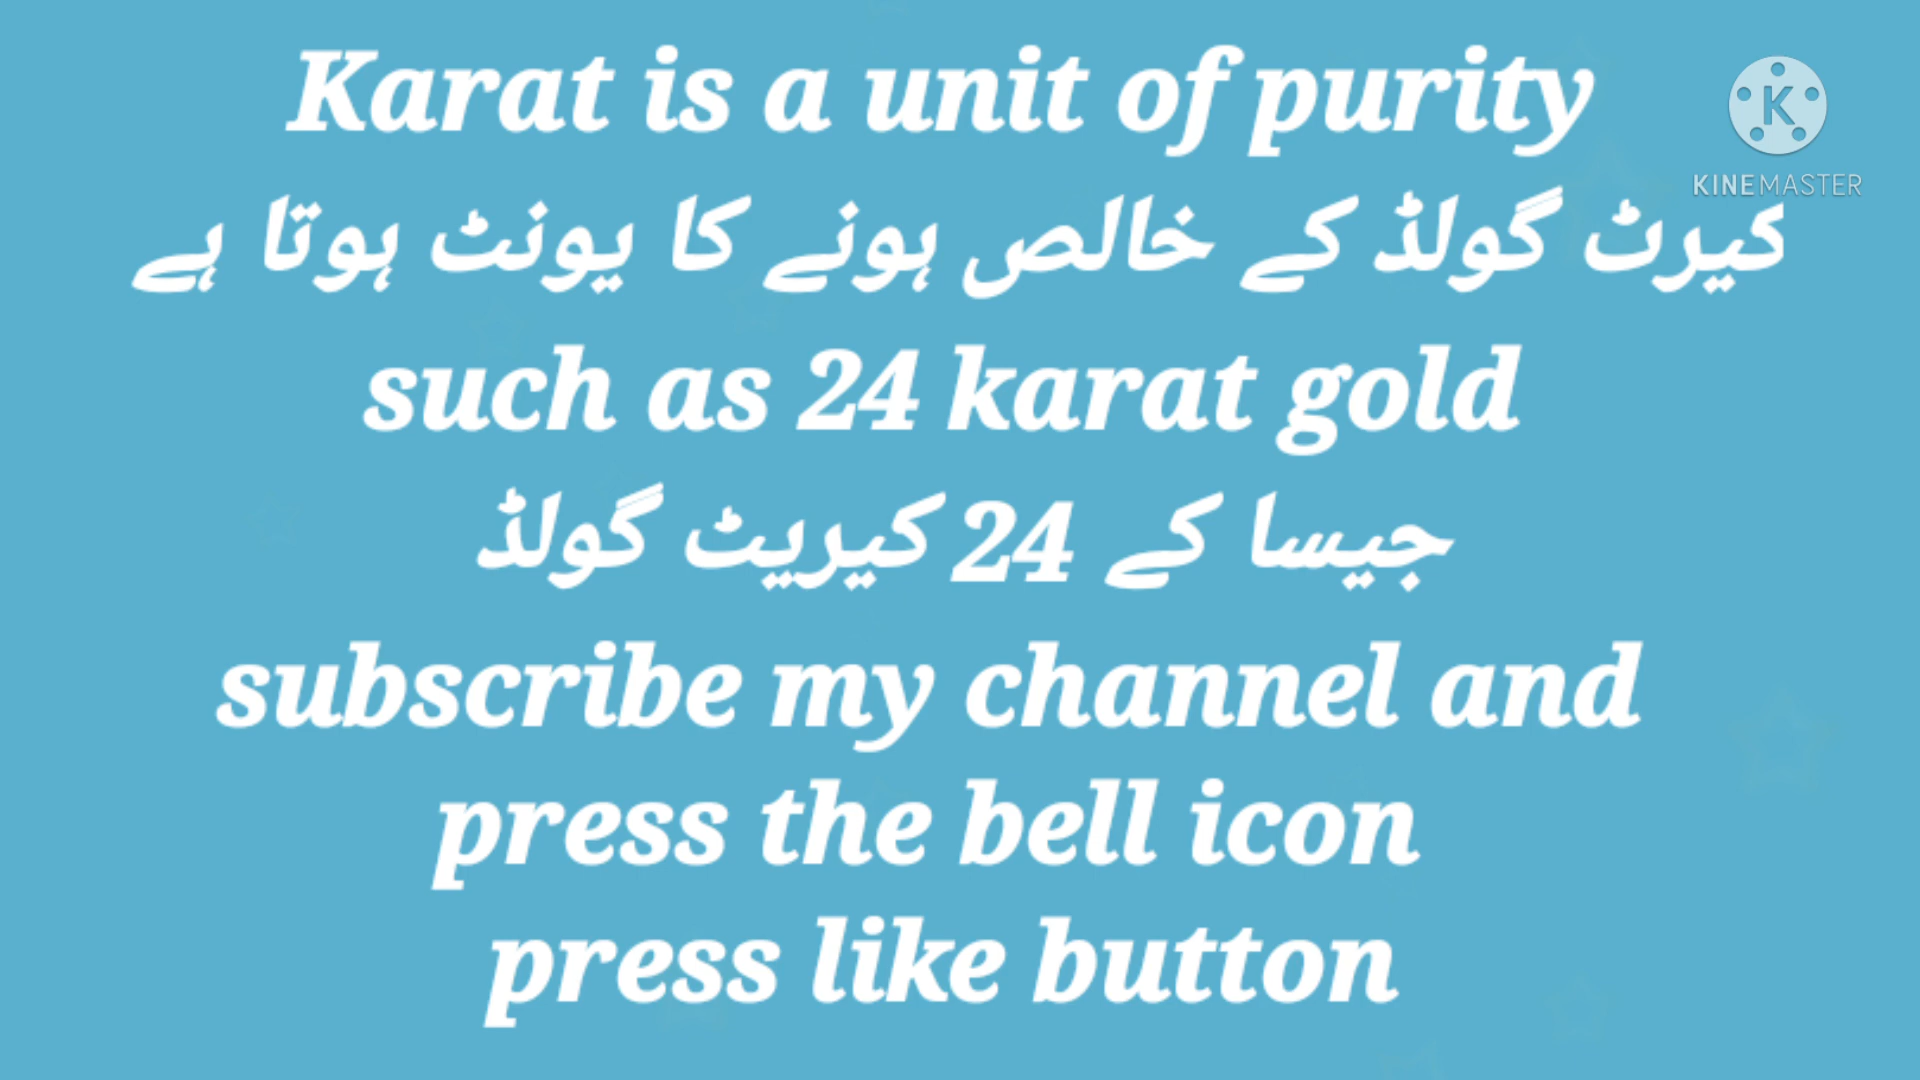 Karat is a unit of purity
KINEMASTER
کیرٹ گولڈ کے خالص ہونے کا یونٹ ہوتا ہے
such as 24 karat gold
جیسا کے 24 کیریٹ گولڈ
subscribe my channel and
press the bell icon
press like button